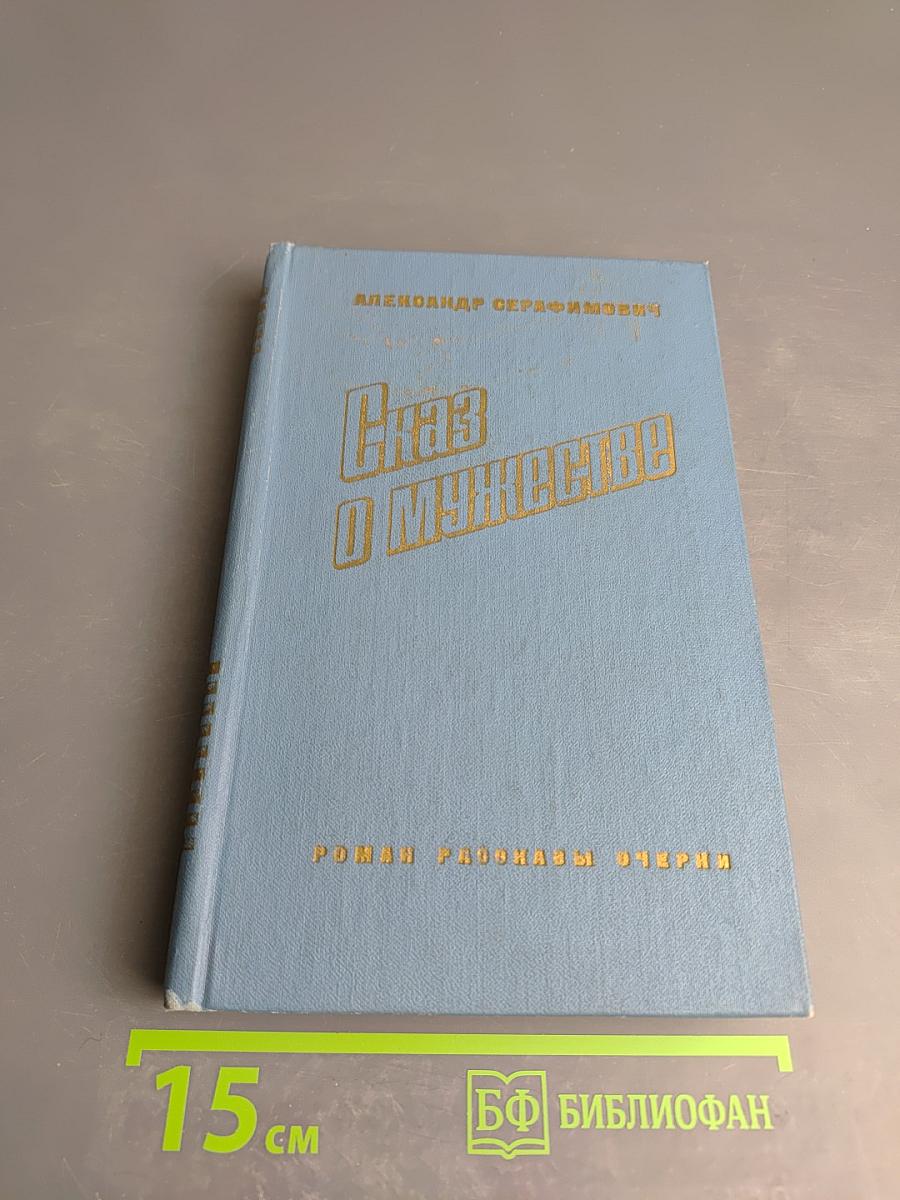 АЛЕКСАНДР СЕРАФИМОВИЧ
Сказ
о мужестве
РОМАН РАССКАЗЫ ОЧЕРКИ
15 см
БФ БИБЛИОФАН